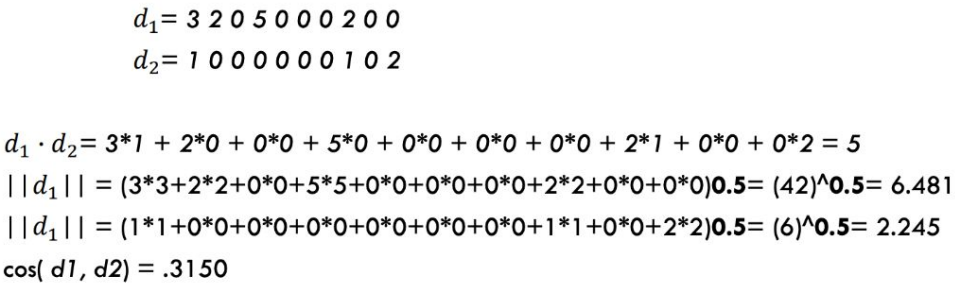 d₁= 3 2 0 5 0 0 0 2 0 0
d₂= 1 0 0 0 0 0 0 1 0 2
d₁ · d₂= 3*1 + 2*0 + 0*0 + 5*0 + 0*0 + 0*0 + 0*0 + 2*1 + 0*0 + 0*2 = 5
||d₁|| = (3*3+2*2+0*0+5*5+0*0+0*0+0*0+2*2+0*0+0*0)0.5= (42)^0.5= 6.481
||d₁|| = (1*1+0*0+0*0+0*0+0*0+0*0+0*0+1*1+0*0+2*2)0.5= (6)^0.5= 2.245
cos( d1, d2) = .3150